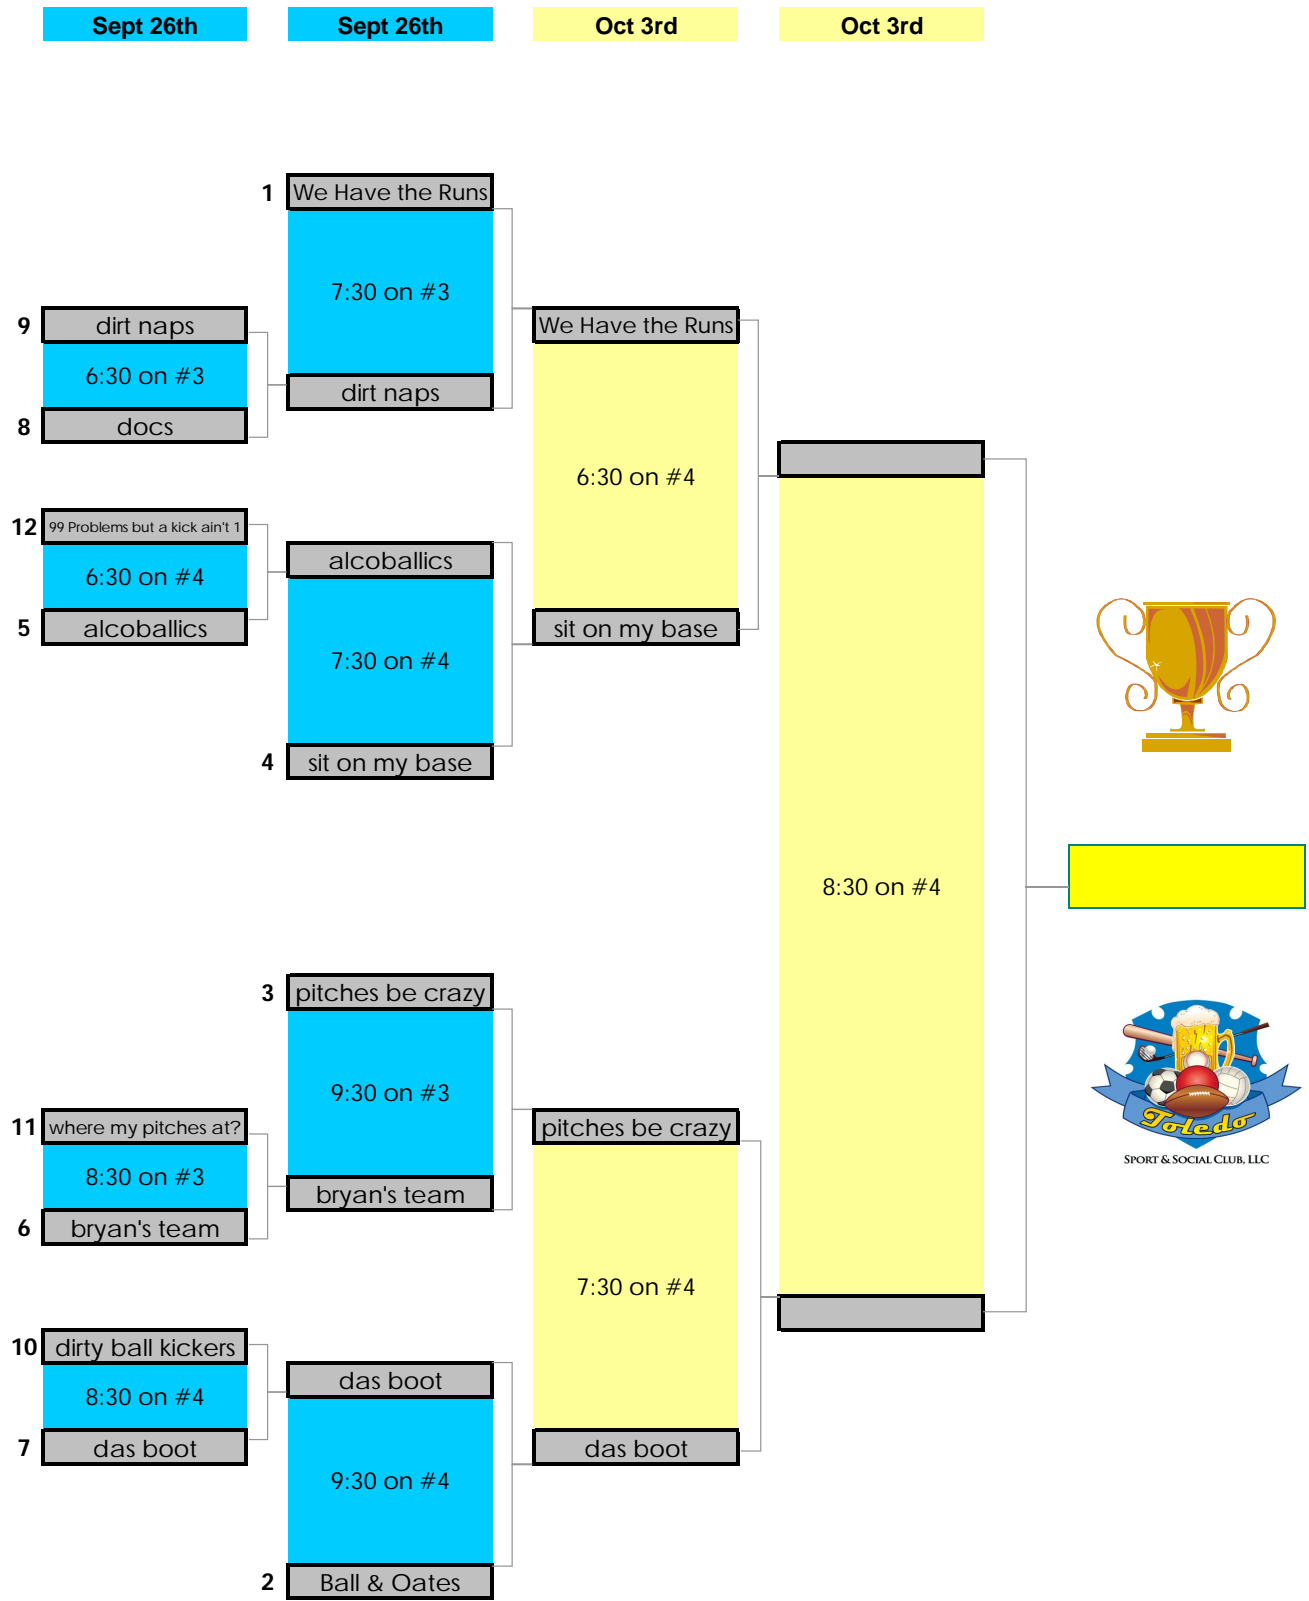 Sept 26th Sept 26th Oct 3rd Oct 3rd
1 We Have the Runs
7:30 on #3
9 dirt naps
We Have the Runs
6:30 on #3
dirt naps
8 docs
6:30 on #4
12 99 Problems but a kick ain't 1
alcoballics
6:30 on #4
5 alcoballics
sit on my base
7:30 on #4
4 sit on my base
8:30 on #4
3 pitches be crazy
9:30 on #3
11 where my pitches at?
pitches be crazy
8:30 on #3
bryan's team
6 bryan's team
7:30 on #4
10 dirty ball kickers
das boot
8:30 on #4
7 das boot
das boot
9:30 on #4
2 Ball & Oates
Toledo
SPORT & SOCIAL CLUB, LLC